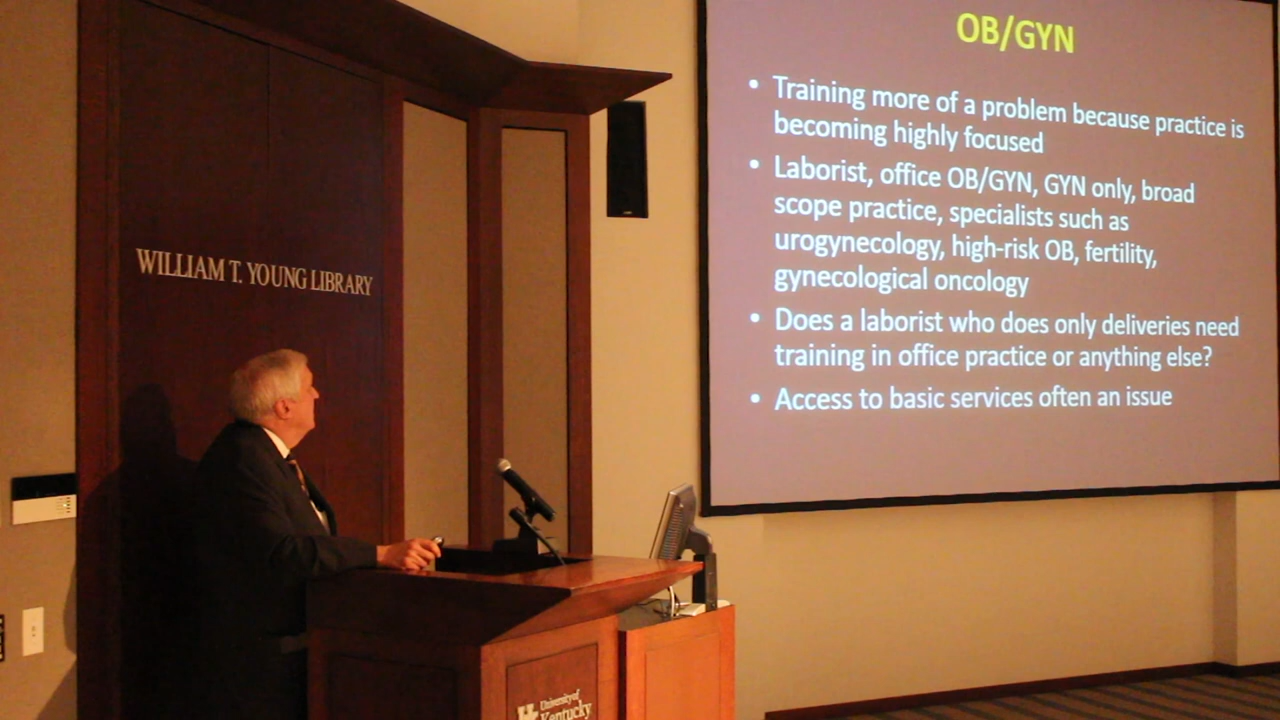 OB/GYN
• Training more of a problem because practice is
becoming highly focused
• Laborist, office OB/GYN, GYN only, broad
scope practice, specialists such as
urogynecology, high-risk OB, fertility,
gynecological oncology
• Does a laborist who does only deliveries need
training in office practice or anything else?
• Access to basic services often an issue
WILLIAM T. YOUNG LIBRARY
University of
Kentucky